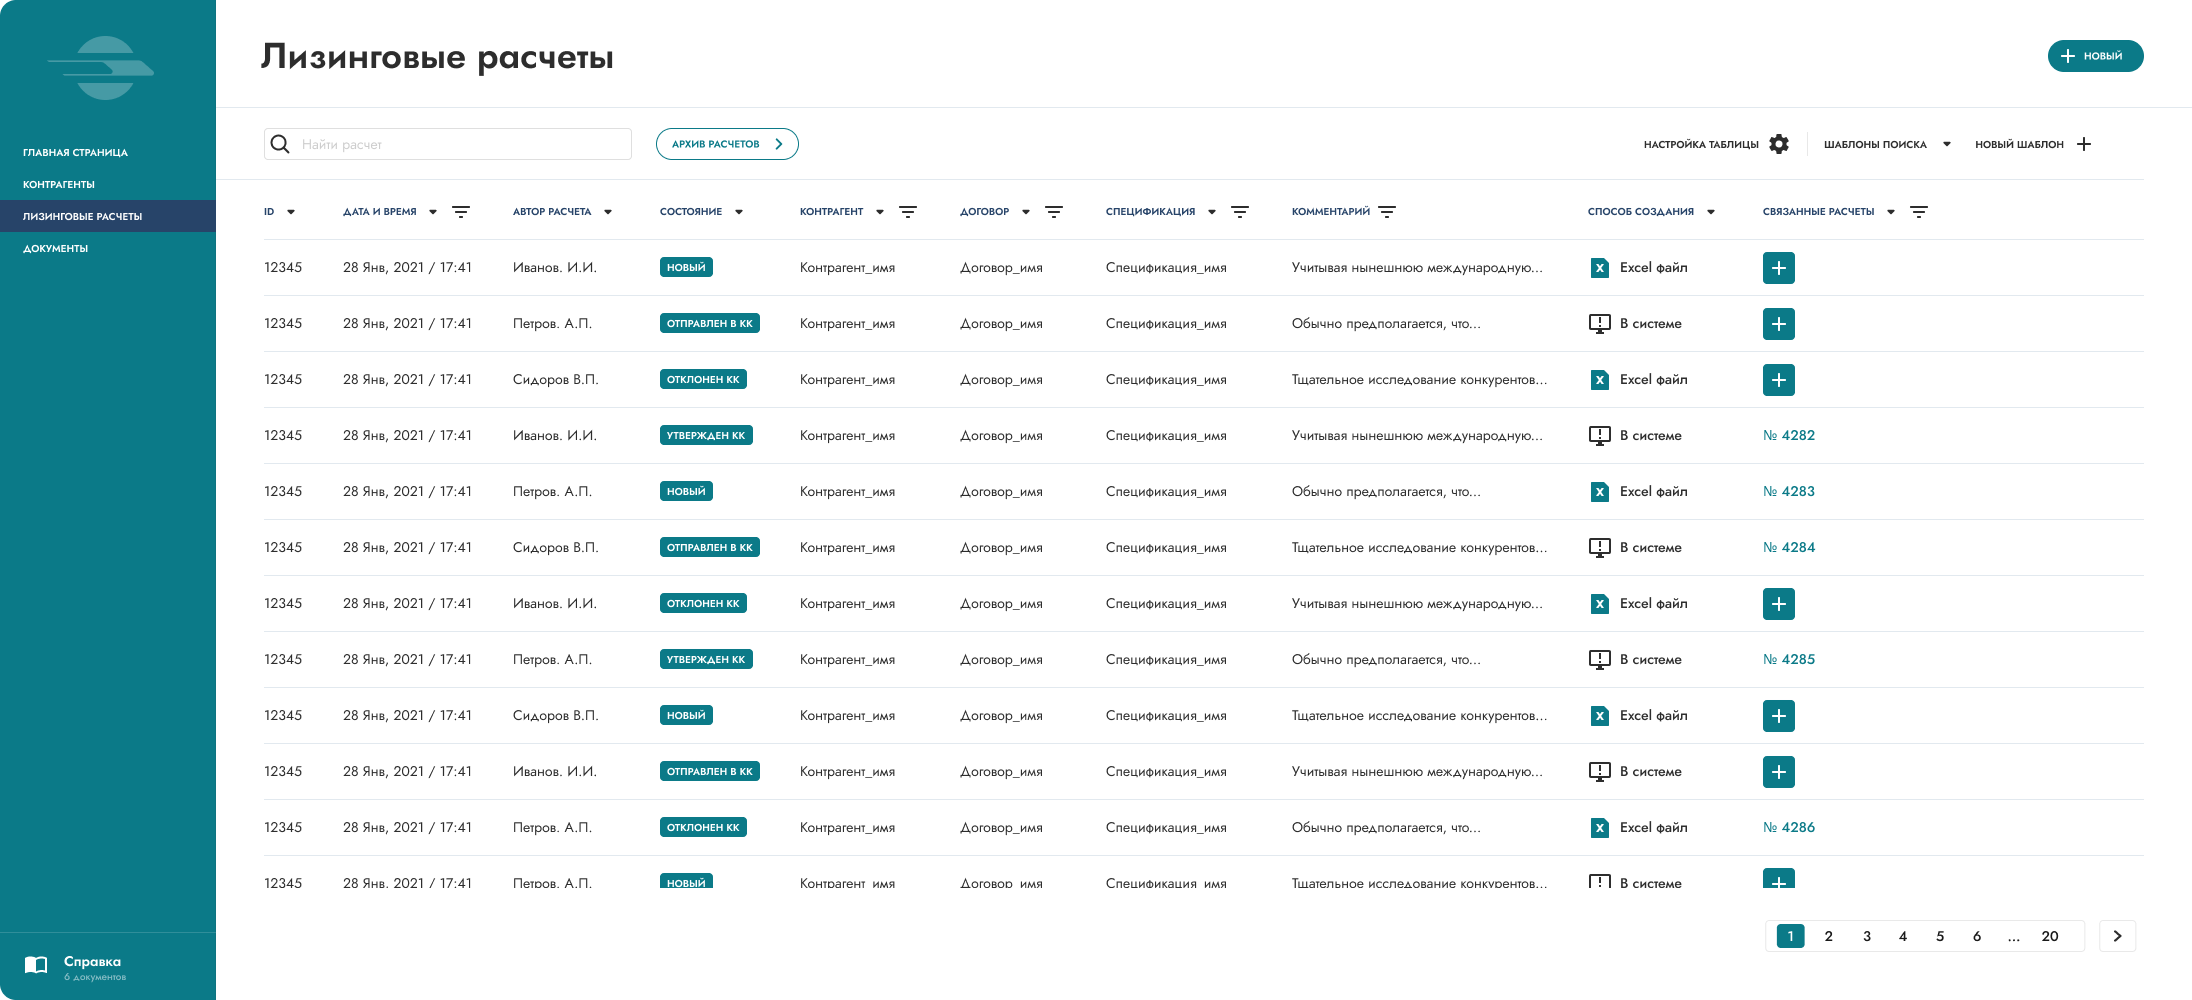 Лизинговые расчеты
НОВЫЙ
ГЛАВНАЯ СТРАНИЦА
КОНТРАГЕНТЫ
ЛИЗИНГОВЫЕ РАСЧЕТЫ
ДОКУМЕНТЫ
Справка
6 документов
Найти расчет
АРХИВ РАСЧЕТОВ
НАСТРОЙКА ТАБЛИЦЫ
ШАБЛОНЫ ПОИСКА
НОВЫЙ ШАБЛОН
ID ДАТА И ВРЕМЯ АВТОР РАСЧЕТА СОСТОЯНИЕ КОНТРАГЕНТ ДОГОВОР СПЕЦИФИКАЦИЯ КОММЕНТАРИЙ СПОСОБ СОЗДАНИЯ СВЯЗАННЫЕ РАСЧЕТЫ
12345 28 Янв, 2021 / 17:41 Иванов. И.И. НОВЫЙ Контрагент_имя Договор_имя Спецификация_имя Учитывая нынешнюю международную... Excel файл
12345 28 Янв, 2021 / 17:41 Петров. А.П. ОТПРАВЛЕН В КК Контрагент_имя Договор_имя Спецификация_имя Обычно предполагается, что... В системе
12345 28 Янв, 2021 / 17:41 Сидоров В.П. ОТКЛОНЕН КК Контрагент_имя Договор_имя Спецификация_имя Тщательное исследование конкурентов... Excel файл
12345 28 Янв, 2021 / 17:41 Иванов. И.И. УТВЕРЖДЕН КК Контрагент_имя Договор_имя Спецификация_имя Учитывая нынешнюю международную... В системе № 4282
12345 28 Янв, 2021 / 17:41 Петров. А.П. НОВЫЙ Контрагент_имя Договор_имя Спецификация_имя Обычно предполагается, что... Excel файл № 4283
12345 28 Янв, 2021 / 17:41 Сидоров В.П. ОТПРАВЛЕН В КК Контрагент_имя Договор_имя Спецификация_имя Тщательное исследование конкурентов... В системе № 4284
12345 28 Янв, 2021 / 17:41 Иванов. И.И. ОТКЛОНЕН КК Контрагент_имя Договор_имя Спецификация_имя Учитывая нынешнюю международную... Excel файл
12345 28 Янв, 2021 / 17:41 Петров. А.П. УТВЕРЖДЕН КК Контрагент_имя Договор_имя Спецификация_имя Обычно предполагается, что... В системе № 4285
12345 28 Янв, 2021 / 17:41 Сидоров В.П. НОВЫЙ Контрагент_имя Договор_имя Спецификация_имя Тщательное исследование конкурентов... Excel файл
12345 28 Янв, 2021 / 17:41 Иванов. И.И. ОТПРАВЛЕН В КК Контрагент_имя Договор_имя Спецификация_имя Учитывая нынешнюю международную... В системе
12345 28 Янв, 2021 / 17:41 Петров. А.П. ОТКЛОНЕН КК Контрагент_имя Договор_имя Спецификация_имя Обычно предполагается, что... Excel файл № 4286
12345 28 Янв, 2021 / 17:41 Петров. А.П. НОВЫЙ Контрагент_имя Договор_имя Спецификация_имя Тщательное исследование конкурентов... В системе
1 2 3 4 5 6 ... 20